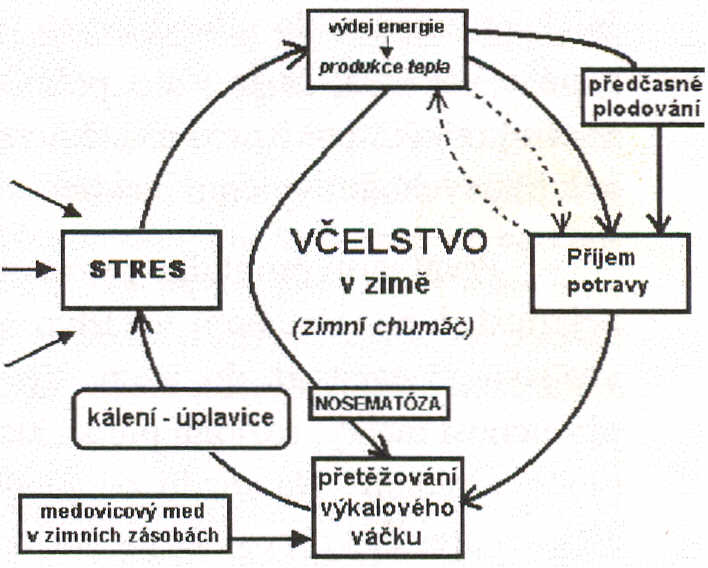 výdej energie
produkce tepla
předčasné
plodování
VČELSTVO
v zimě
(zimní chumáč)
STRES
Příjem
potravy
NOSEMATÓZA
kálení - úplavice
přetěžování
výkalového
váčku
medovicový med
v zimních zásobách